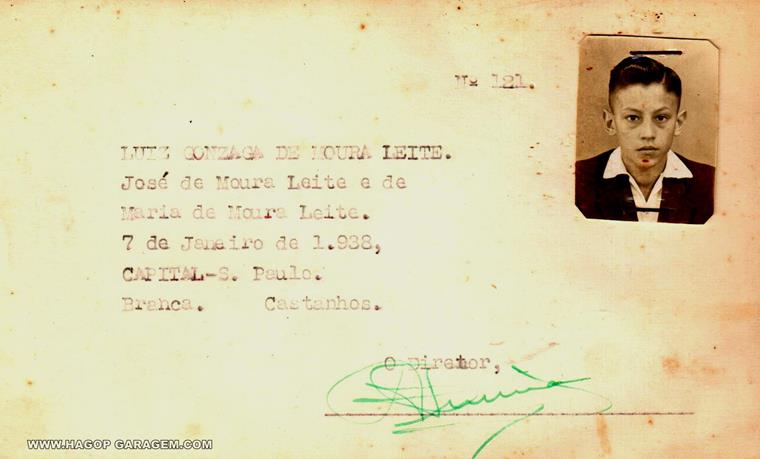 Nº 121.
LUIZ GONZAGA DE MOURA LEITE.
José de Moura Leite e de
Maria de Moura Leite.
7 de Janeiro de 1.938,
CAPITAL-S. Paulo.
Branca. Castanhos.
O Diretor,
WWW.HAGOP GARAGEM.COM